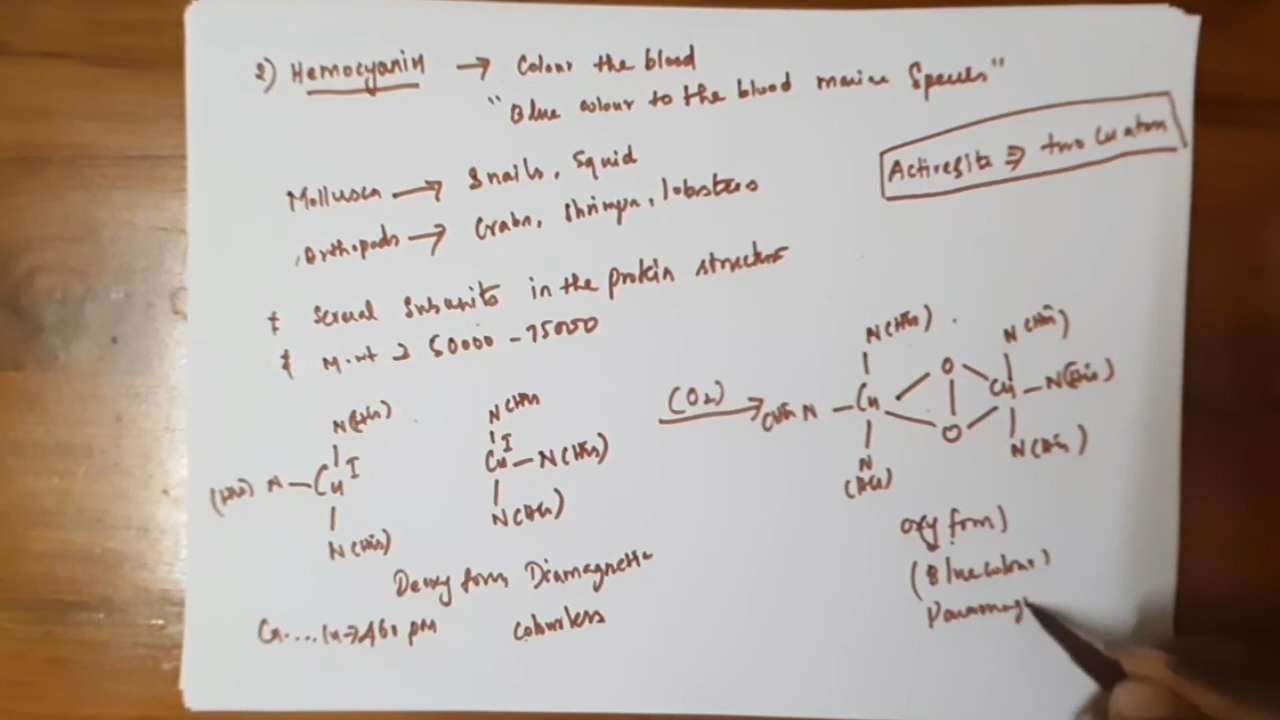 2) Hemocyanin → Colour the blood
"Blue colour to the blood marine Species"
Activesite ⇒ two Cu atom
Mollusca → Snails, Squid
Arthopods → Crabs, Shrimps, lobsters
* Several Subunits in the protein structure
* M.wt 50000 - 75000
N(His) N(His) (O2) N(His) N(His)
(His) N - Cu I Cu I - N(His) (His) N - Cu O O Cu - N(His)
N(His) N(His) N(His) N(His)
Deoxy form Diamagnetic oxy form)
Cu....Cu → 460 pm Colourless (Blue colour)
Paramag